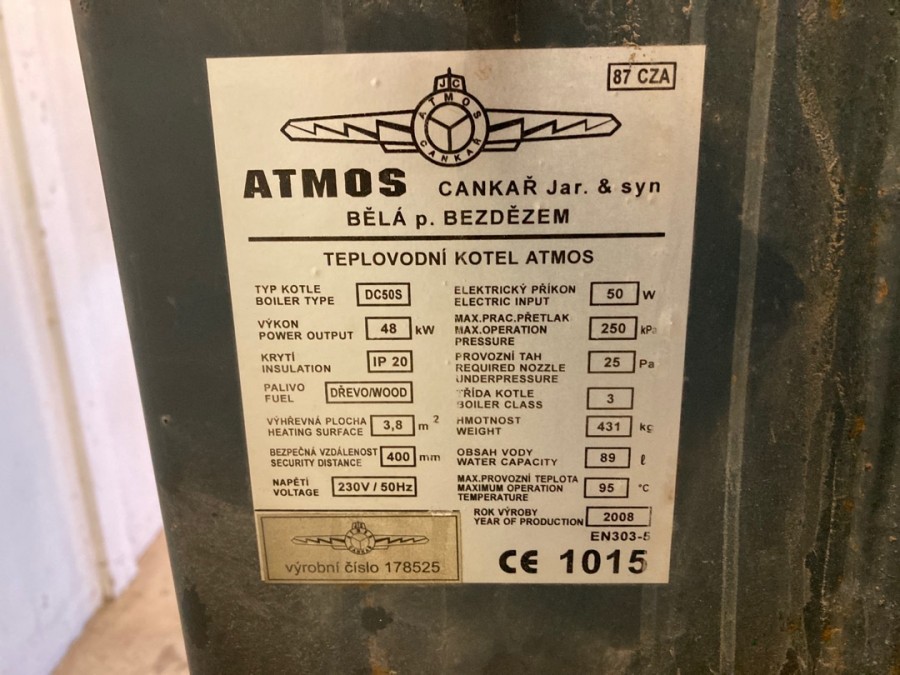 87 CZA
JC
ATMOS
CANKAŘ
ATMOS CANKAŘ Jar. & syn
BĚLÁ p. BEZDĚZEM
TEPLOVODNÍ KOTEL ATMOS
TYP KOTLE
BOILER TYPE DC50S
VÝKON
POWER OUTPUT 48 kW
KRYTÍ
INSULATION IP 20
PALIVO
FUEL DŘEVO/WOOD
VÝHŘEVNÁ PLOCHA
HEATING SURFACE 3,8 m²
BEZPEČNÁ VZDÁLENOST
SECURITY DISTANCE 400 mm
NAPĚTÍ
VOLTAGE 230V / 50Hz
ELEKTRICKÝ PŘÍKON
ELECTRIC INPUT 50 W
MAX.PRAC.PŘETLAK
MAX.OPERATION
PRESSURE 250 kPa
PROVOZNÍ TAH
REQUIRED NOZZLE
UNDERPRESSURE 25 Pa
TŘÍDA KOTLE
BOILER CLASS 3
HMOTNOST
WEIGHT 431 kg
OBSAH VODY
WATER CAPACITY 89 ℓ
MAX.PROVOZNÍ TEPLOTA
MAXIMUM OPERATION
TEMPERATURE 95 °C
ROK VÝROBY
YEAR OF PRODUCTION 2008
EN303-5
CE 1015
výrobní číslo 178525